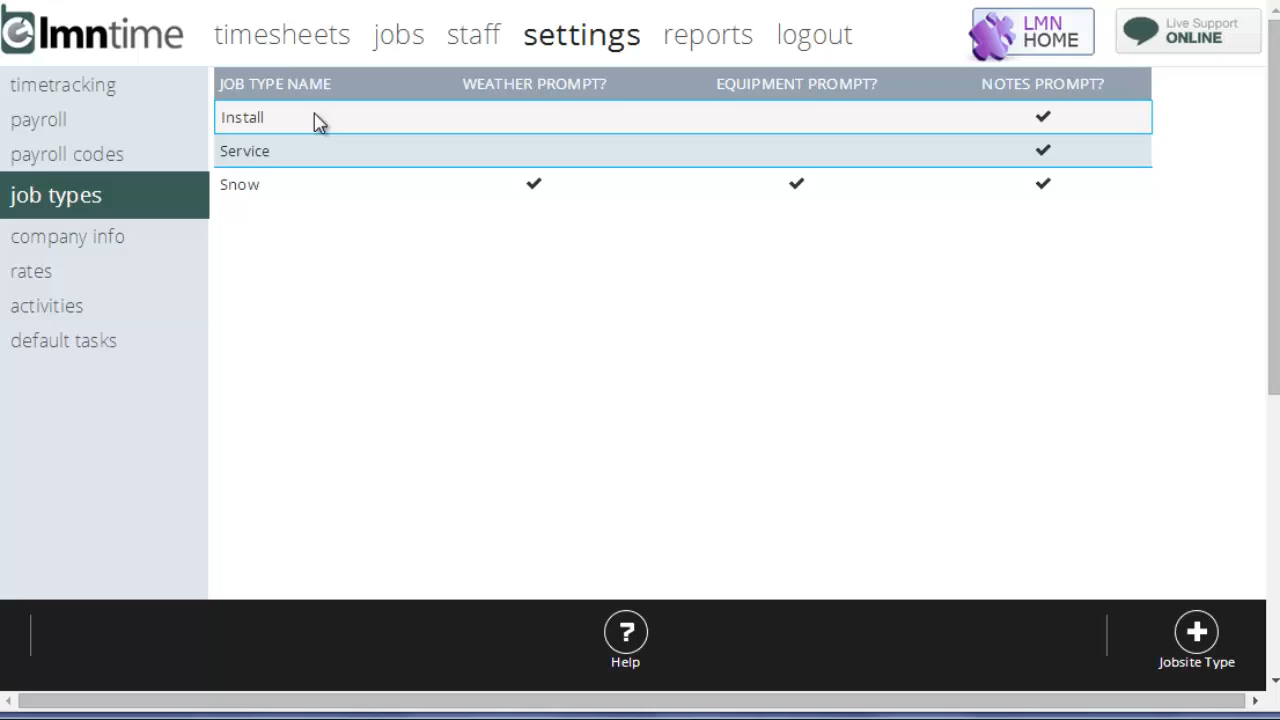 lmntime timesheets jobs staff settings reports logout LMN HOME Live Support ONLINE
timetracking
payroll
payroll codes
job types
company info
rates
activities
default tasks
JOB TYPE NAME WEATHER PROMPT? EQUIPMENT PROMPT? NOTES PROMPT?
Install ✔
Service ✔
Snow ✔ ✔ ✔
? Help
+ Jobsite Type